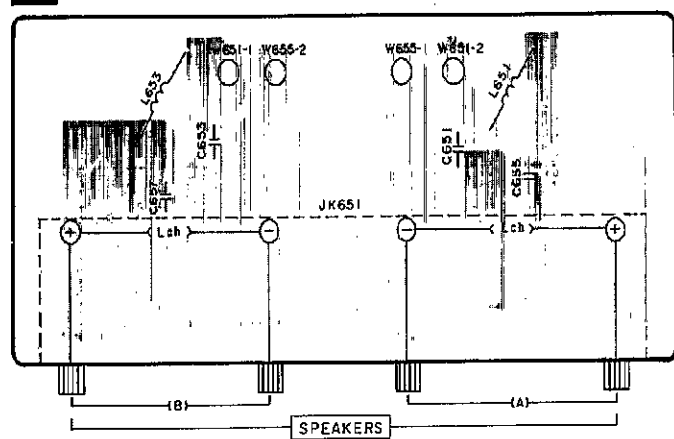 W651-1 W655-2 W655-1 W651-2
L653 L651
C653 C651
C657 C655
JK651
+ Lch − − Lch +
(B) (A)
SPEAKERS